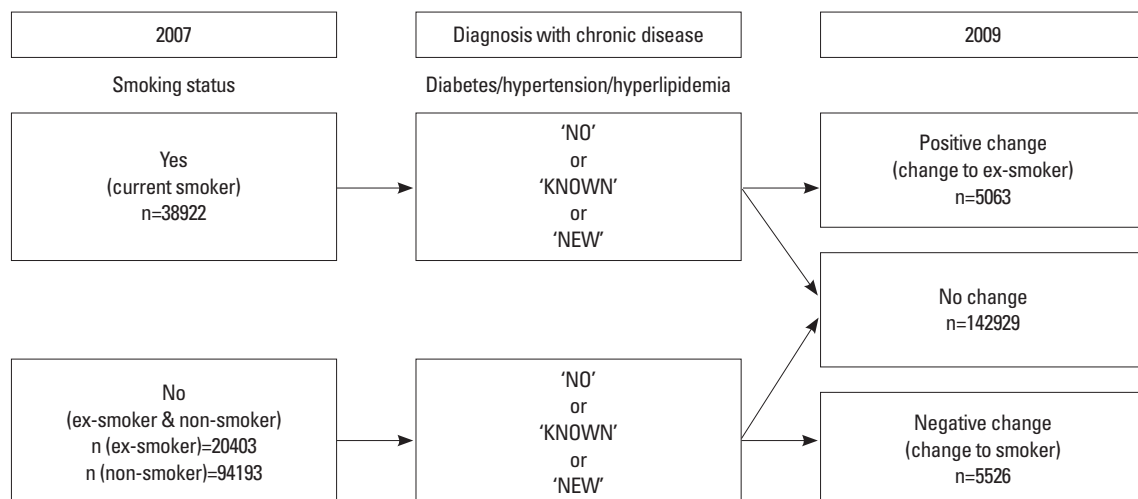 2007
Diagnosis with chronic disease
2009
Smoking status
Diabetes/hypertension/hyperlipidemia
Yes
(current smoker)
n=38922
‘NO’
or
‘KNOWN’
or
‘NEW’
Positive change
(change to ex-smoker)
n=5063
No change
n=142929
No
(ex-smoker & non-smoker)
n (ex-smoker)=20403
n (non-smoker)=94193
‘NO’
or
‘KNOWN’
or
‘NEW’
Negative change
(change to smoker)
n=5526